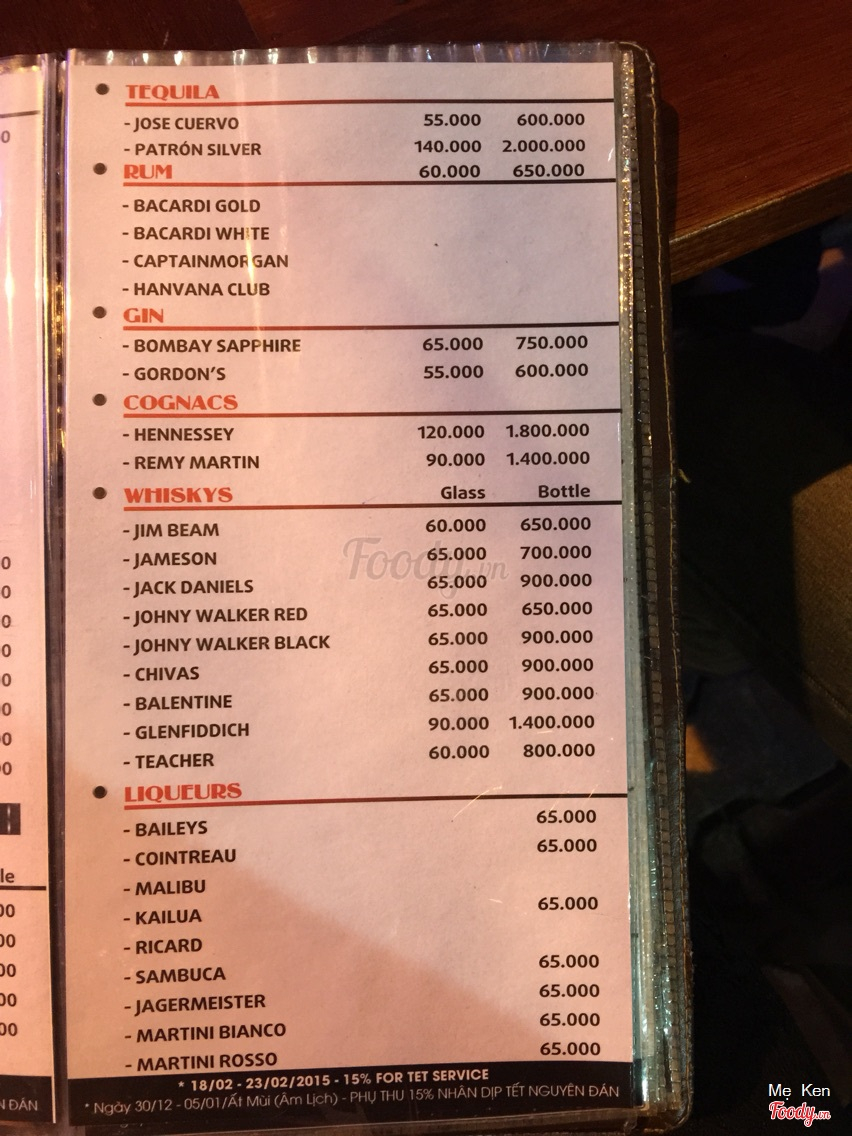 TEQUILA
- JOSE CUERVO 55.000 600.000
- PATRÓN SILVER 140.000 2.000.000
RUM 60.000 650.000
- BACARDI GOLD
- BACARDI WHITE
- CAPTAINMORGAN
- HANVANA CLUB
GIN
- BOMBAY SAPPHIRE 65.000 750.000
- GORDON'S 55.000 600.000
COGNACS
- HENNESSEY 120.000 1.800.000
- REMY MARTIN 90.000 1.400.000
WHISKYS Glass Bottle
- JIM BEAM 60.000 650.000
- JAMESON 65.000 700.000
- JACK DANIELS 65.000 900.000
- JOHNY WALKER RED 65.000 650.000
- JOHNY WALKER BLACK 65.000 900.000
- CHIVAS 65.000 900.000
- BALENTINE 65.000 900.000
- GLENFIDDICH 90.000 1.400.000
- TEACHER 60.000 800.000
LIQUEURS
- BAILEYS 65.000
- COINTREAU 65.000
- MALIBU
- KAILUA 65.000
- RICARD
- SAMBUCA 65.000
- JAGERMEISTER 65.000
- MARTINI BIANCO 65.000
- MARTINI ROSSO 65.000
* 18/02 - 23/02/2015 - 15% FOR TET SERVICE
* Ngày 30/12 - 05/01/Ất Mùi (Âm Lịch) - PHỤ THU 15% NHÂN DỊP TẾT NGUYÊN ĐÁN
Foody.vn
Mẹ Ken
Foody.vn